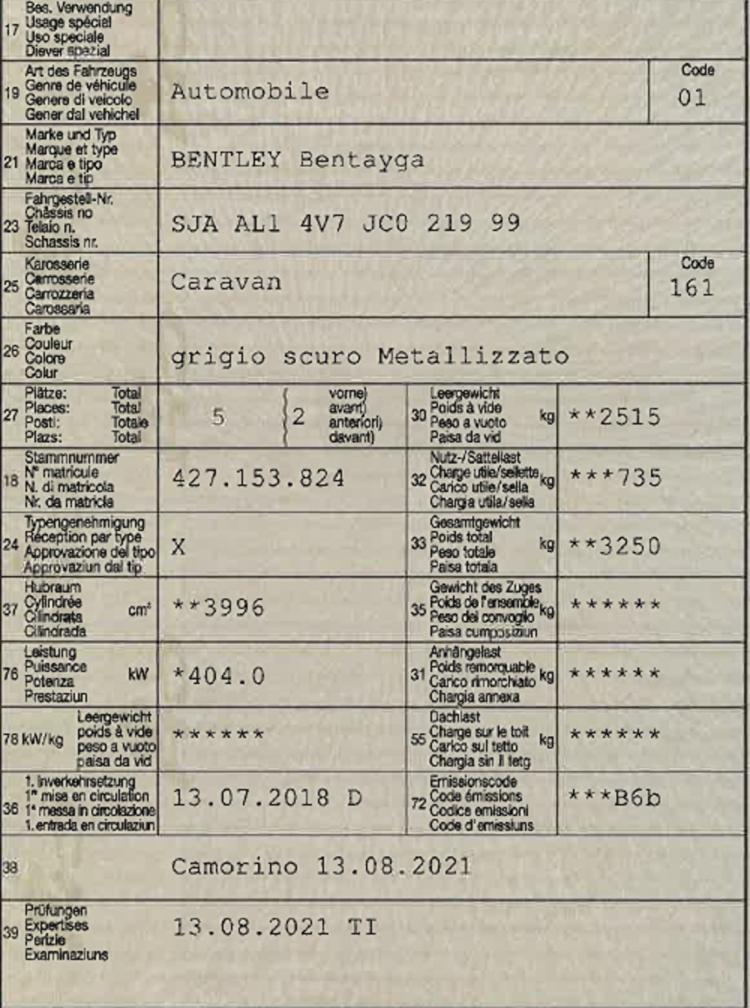 Bes. Verwendung
17 Usage spécial
Uso speciale
Diever spezial
Art des Fahrzeugs
19 Genre de véhicule
Genere di veicolo
Gener dal vehichel
Automobile
Code
01
Marke und Typ
21 Marque et type
Marca e tipo
Marca e tip
BENTLEY Bentayga
Fahrgestell-Nr.
23 Châssis no
Telaio n.
Schassis nr.
SJA AL1 4V7 JC0 219 99
Karosserie
25 Carrosserie
Carrozzeria
Carossaria
Caravan
Code
161
Farbe
26 Couleur
Colore
Colur
grigio scuro Metallizzato
27 Plätze: Total
Places: Total
Posti: Totale
Plazs: Total
5 ( 2 vorne)
avant)
anteriori)
davant)
30 Leergewicht
Poids à vide
Peso a vuoto
Paisa da vid
kg **2515
18 Stammnummer
N° matricule
N. di matricola
Nr. da matricla
427.153.824
32 Nutz-/Sattellast
Charge utile/sellette
Carico utile/sella
Chargia utila/sella
kg ***735
24 Typengenehmigung
Réception par type
Approvazione del tipo
Approvaziun dal tip
X
33 Gesamtgewicht
Poids total
Peso totale
Paisa totala
kg **3250
37 Hubraum
Cylindrée
Cilindrata
Cilindrada
cm³ **3996
35 Gewicht des Zuges
Poids de l'ensemble
Peso del convoglio
Paisa cumposiziun
kg ******
76 Leistung
Puissance
Potenza
Prestaziun
kW *404.0
31 Anhängelast
Poids remorquable
Carico rimorchiato
Chargia annexa
kg ******
78 kW/kg Leergewicht
poids à vide
peso a vuoto
paisa da vid
******
55 Dachlast
Charge sur le toit
Carico sul tetto
Chargia sin il tetg
kg ******
36 1. Inverkehrsetzung
1re mise en circulation
1a messa in circolazione
1. entrada en circulaziun
13.07.2018 D
72 Emissionscode
Code émissions
Codice emissioni
Code d'emissiuns
***B6b
38 Camorino 13.08.2021
39 Prüfungen
Expertises
Perizie
Examinaziuns
13.08.2021 TI